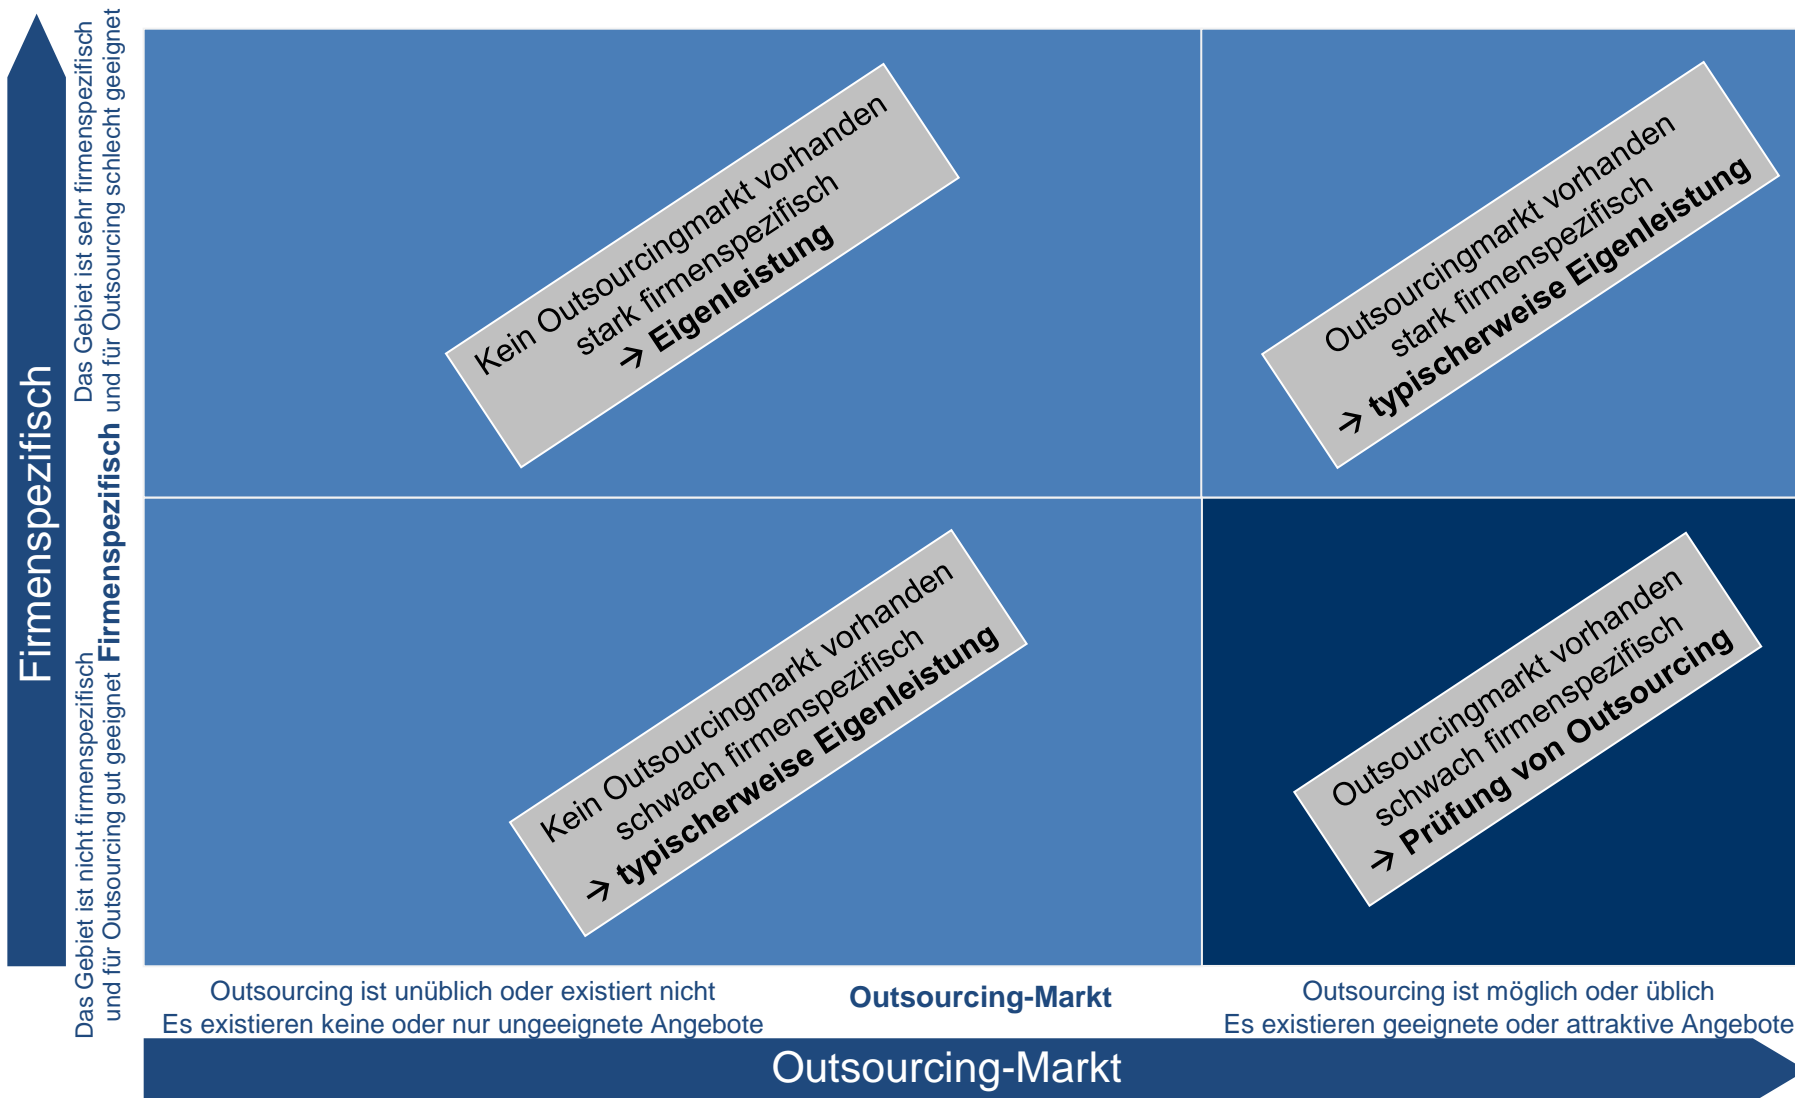 Firmenspezifisch
Das Gebiet ist sehr firmenspezifisch
und für Outsourcing schlecht geeignet
Firmenspezifisch
Das Gebiet ist nicht firmenspezifisch
und für Outsourcing gut geeignet
Kein Outsourcingmarkt vorhanden
stark firmenspezifisch
→ Eigenleistung
Outsourcingmarkt vorhanden
stark firmenspezifisch
→ typischerweise Eigenleistung
Kein Outsourcingmarkt vorhanden
schwach firmenspezifisch
→ typischerweise Eigenleistung
Outsourcingmarkt vorhanden
schwach firmenspezifisch
→ Prüfung von Outsourcing
Outsourcing ist unüblich oder existiert nicht
Es existieren keine oder nur ungeeignete Angebote
Outsourcing-Markt
Outsourcing ist möglich oder üblich
Es existieren geeignete oder attraktive Angebote
Outsourcing-Markt